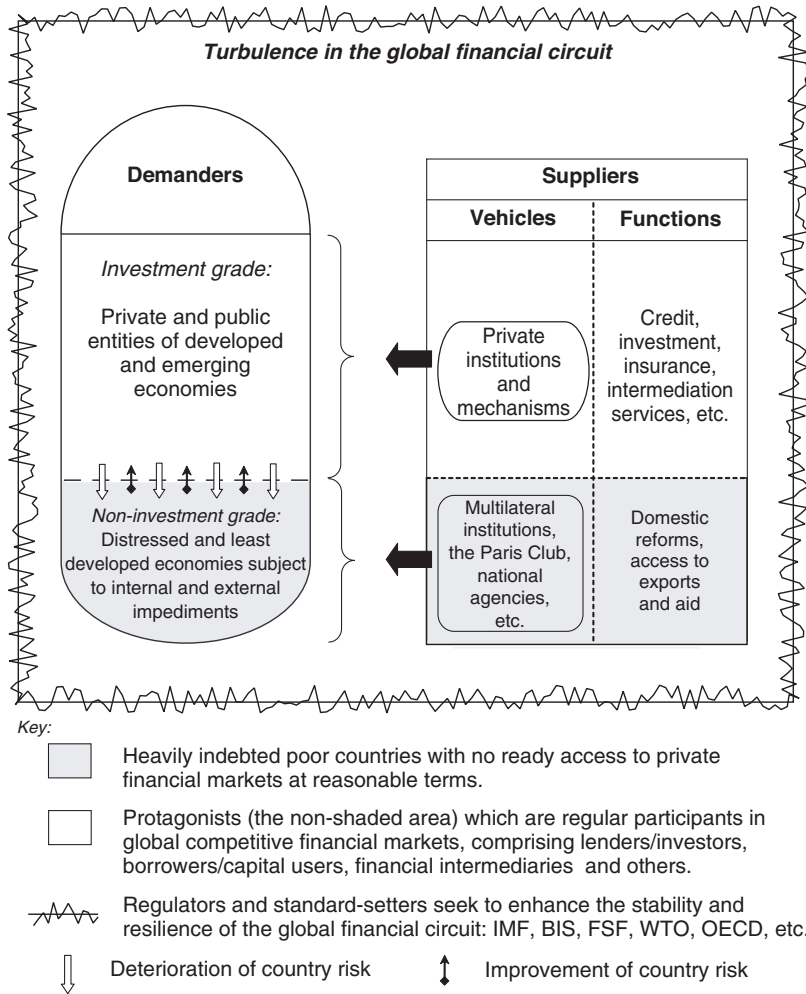 Turbulence in the global financial circuit
Demanders
Investment grade:
Private and public
entities of developed
and emerging
economies
Non-investment grade:
Distressed and least
developed economies subject
to internal and external
impediments
Suppliers
Vehicles
Functions
Private
institutions
and
mechanisms
Credit,
investment,
insurance,
intermediation
services, etc.
Multilateral
institutions,
the Paris Club,
national
agencies,
etc.
Domestic
reforms,
access to
exports
and aid
Key:
Heavily indebted poor countries with no ready access to private
financial markets at reasonable terms.
Protagonists (the non-shaded area) which are regular participants in
global competitive financial markets, comprising lenders/investors,
borrowers/capital users, financial intermediaries and others.
Regulators and standard-setters seek to enhance the stability and
resilience of the global financial circuit: IMF, BIS, FSF, WTO, OECD, etc.
Deterioration of country risk
Improvement of country risk